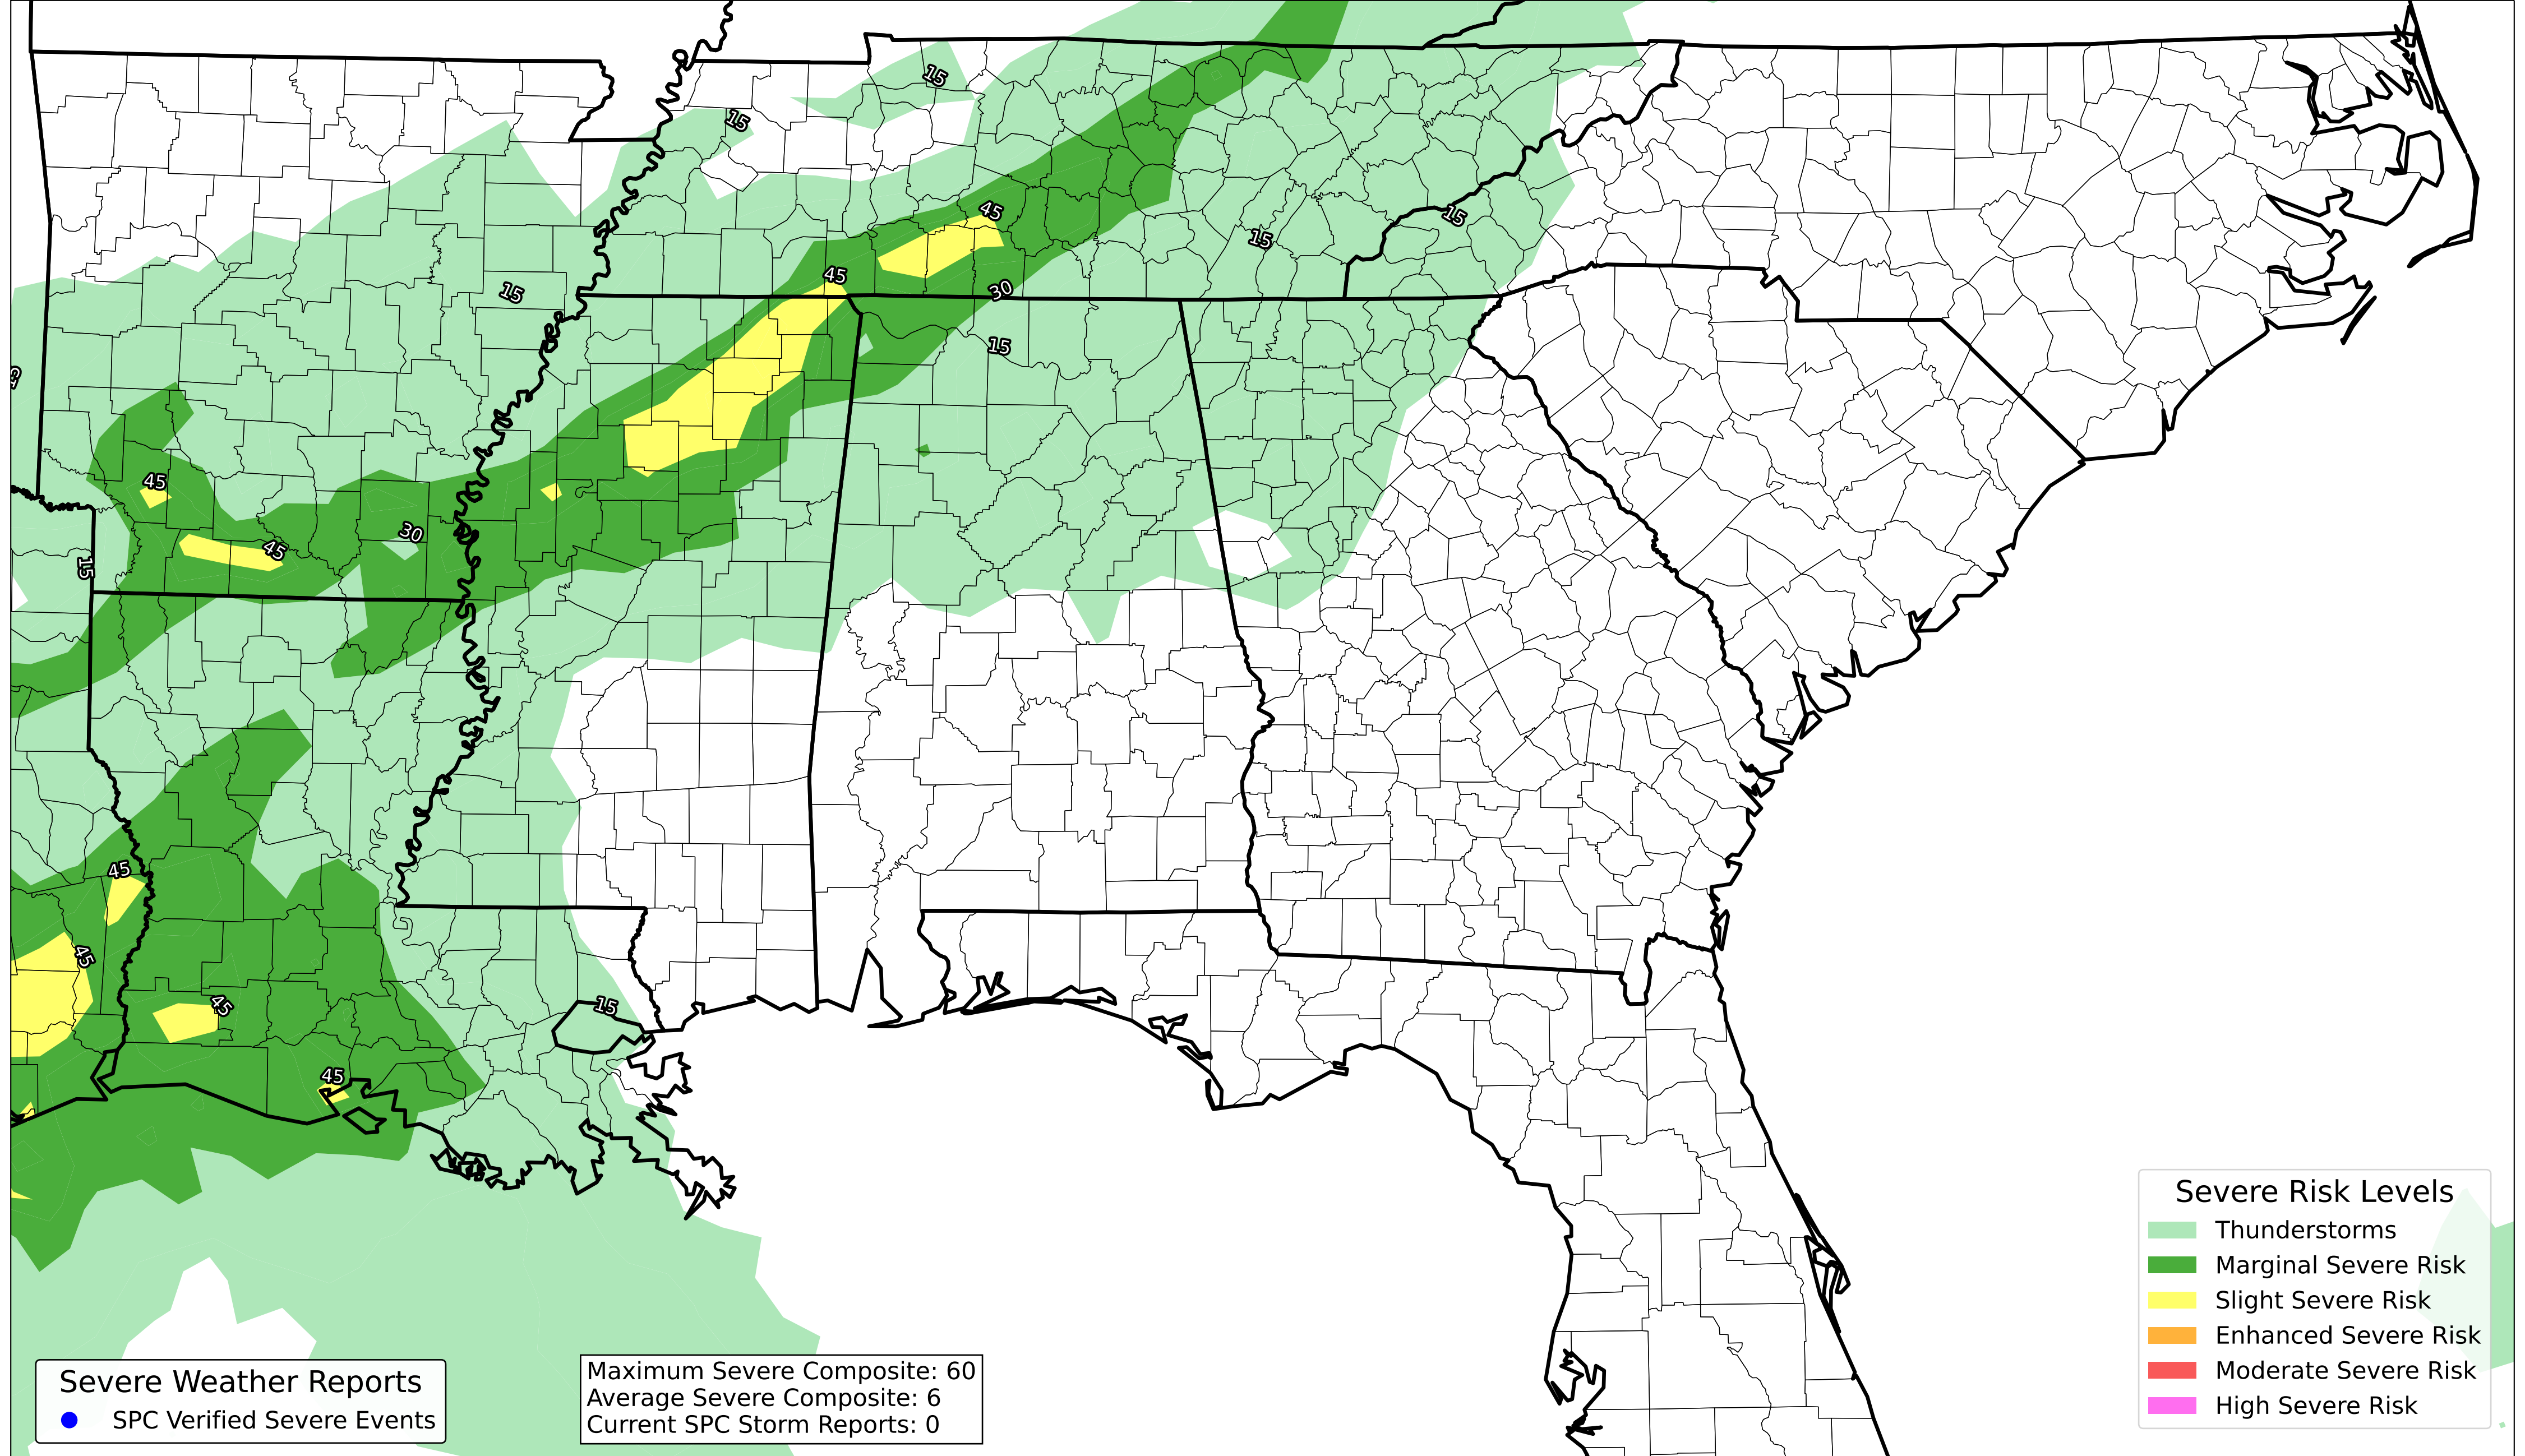 15
15
45
15
15
45
30
15
15
45
45
30
15
45
45
45
15
45
Severe Risk Levels
Thunderstorms
Marginal Severe Risk
Slight Severe Risk
Enhanced Severe Risk
Moderate Severe Risk
High Severe Risk
Severe Weather Reports
SPC Verified Severe Events
Maximum Severe Composite: 60
Average Severe Composite: 6
Current SPC Storm Reports: 0